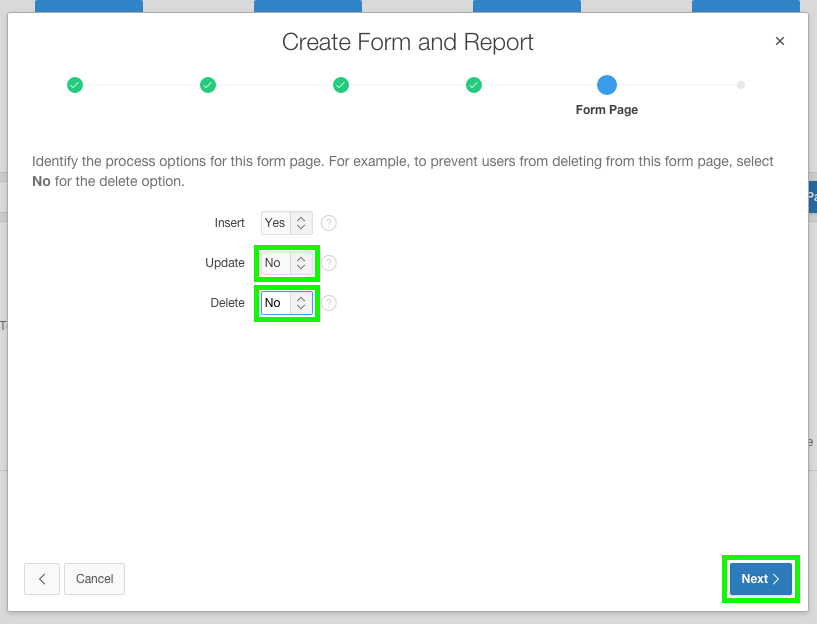 Create Form and Report
Form Page
Identify the process options for this form page. For example, to prevent users from deleting from this form page, select
No for the delete option.
Insert Yes ?
Update No ?
Delete No ?
Cancel
Next